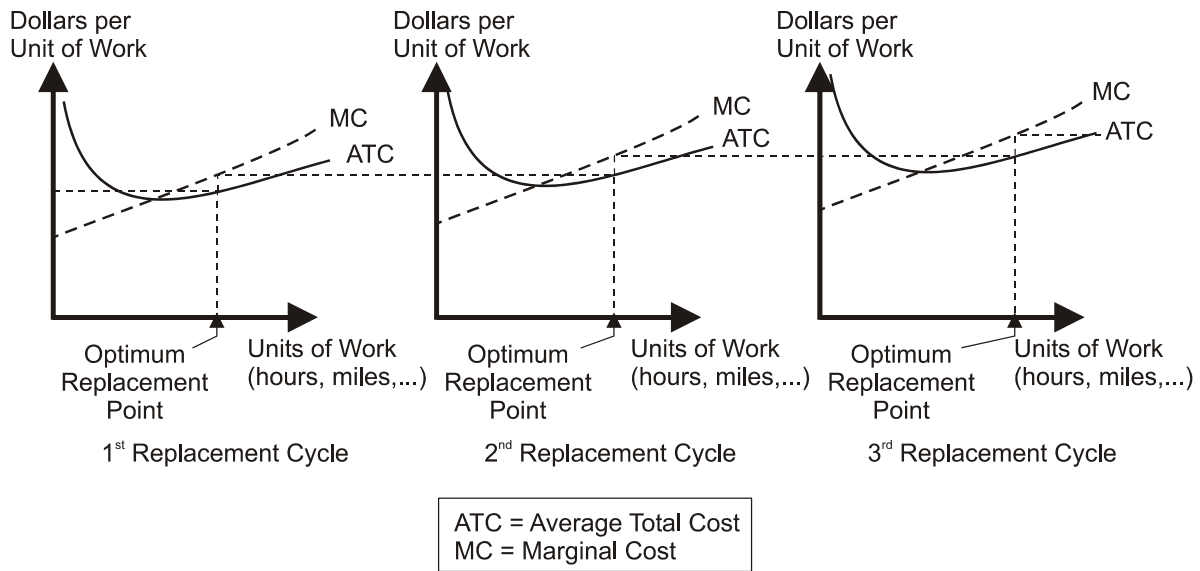 Dollars per
Unit of Work
MC
ATC
Optimum
Replacement
Point
Units of Work
(hours, miles,...)
1st Replacement Cycle
Dollars per
Unit of Work
MC
ATC
Optimum
Replacement
Point
Units of Work
(hours, miles,...)
2nd Replacement Cycle
Dollars per
Unit of Work
MC
ATC
Optimum
Replacement
Point
Units of Work
(hours, miles,...)
3rd Replacement Cycle
ATC = Average Total Cost
MC = Marginal Cost